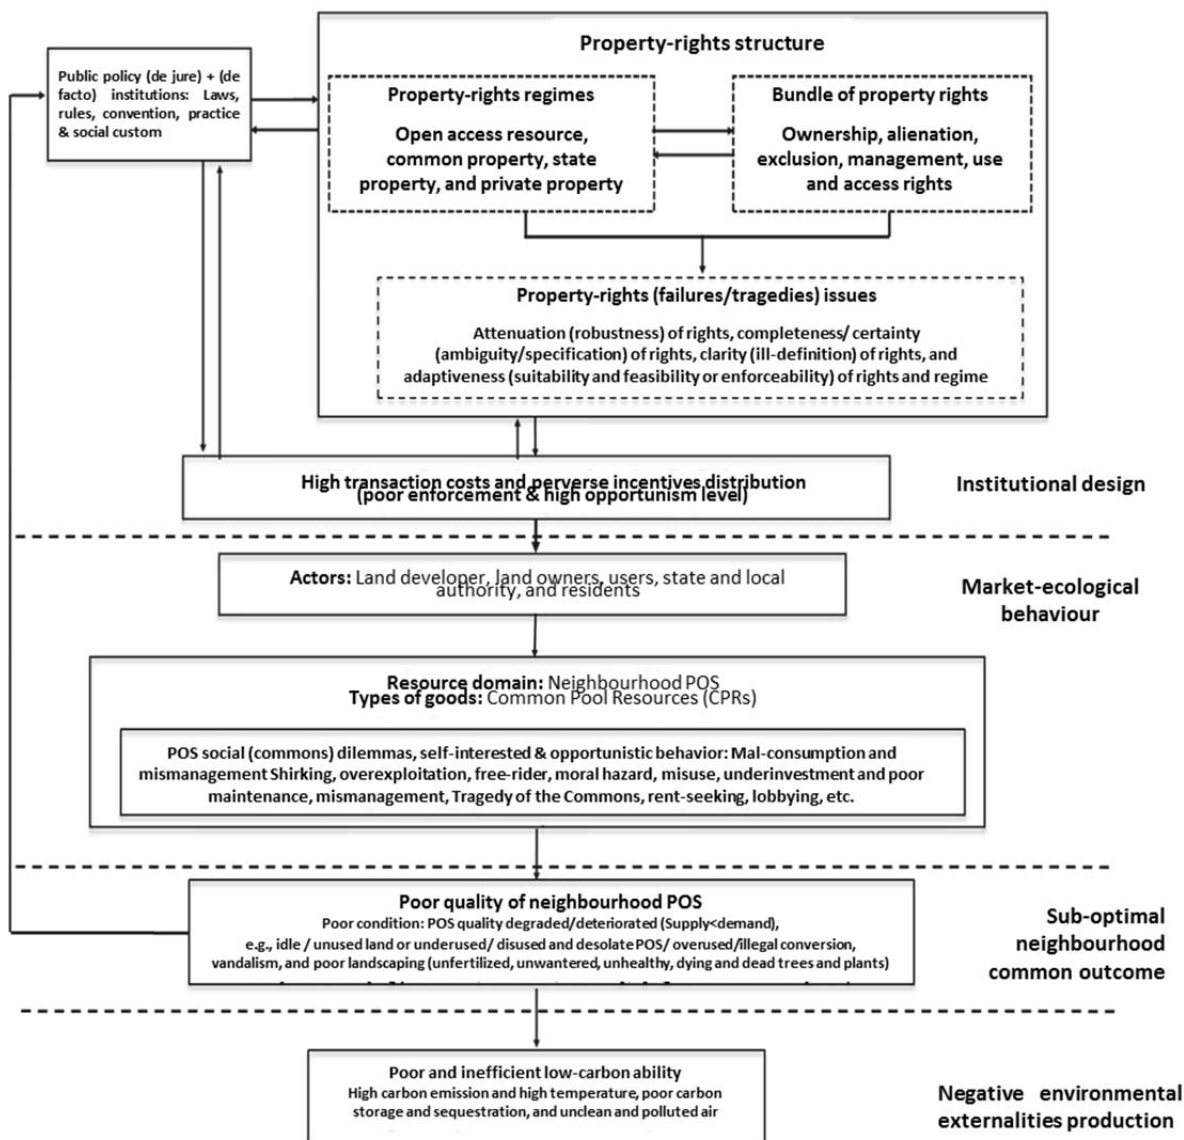 Property-rights structure
Public policy (de jure) + (de
facto) institutions: Laws,
rules, convention, practice
& social custom
Property-rights regimes
Open access resource,
common property, state
property, and private property
Bundle of property rights
Ownership, alienation,
exclusion, management, use
and access rights
Property-rights (failures/tragedies) issues
Attenuation (robustness) of rights, completeness/ certainty
(ambiguity/specification) of rights, clarity (ill-definition) of rights, and
adaptiveness (suitability and feasibility or enforceability) of rights and regime
High transaction costs and perverse incentives distribution
(poor enforcement & high opportunism level)
Institutional design
Actors: Land developer, land owners, users, state and local
authority, and residents
Market-ecological
behaviour
Resource domain: Neighbourhood POS
Types of goods: Common Pool Resources (CPRs)
POS social (commons) dilemmas, self-interested & opportunistic behavior: Mal-consumption and
mismanagement Shirking, overexploitation, free-rider, moral hazard, misuse, underinvestment and poor
maintenance, mismanagement, Tragedy of the Commons, rent-seeking, lobbying, etc.
Poor quality of neighbourhood POS
Poor condition: POS quality degraded/deteriorated (Supply<demand),
e.g., idle / unused land or underused/ disused and desolate POS/ overused/illegal conversion,
vandalism, and poor landscaping (unfertilized, unwantered, unhealthy, dying and dead trees and plants)
Sub-optimal
neighbourhood
common outcome
Poor and inefficient low-carbon ability
High carbon emission and high temperature, poor carbon
storage and sequestration, and unclean and polluted air
Negative environmental
externalities production